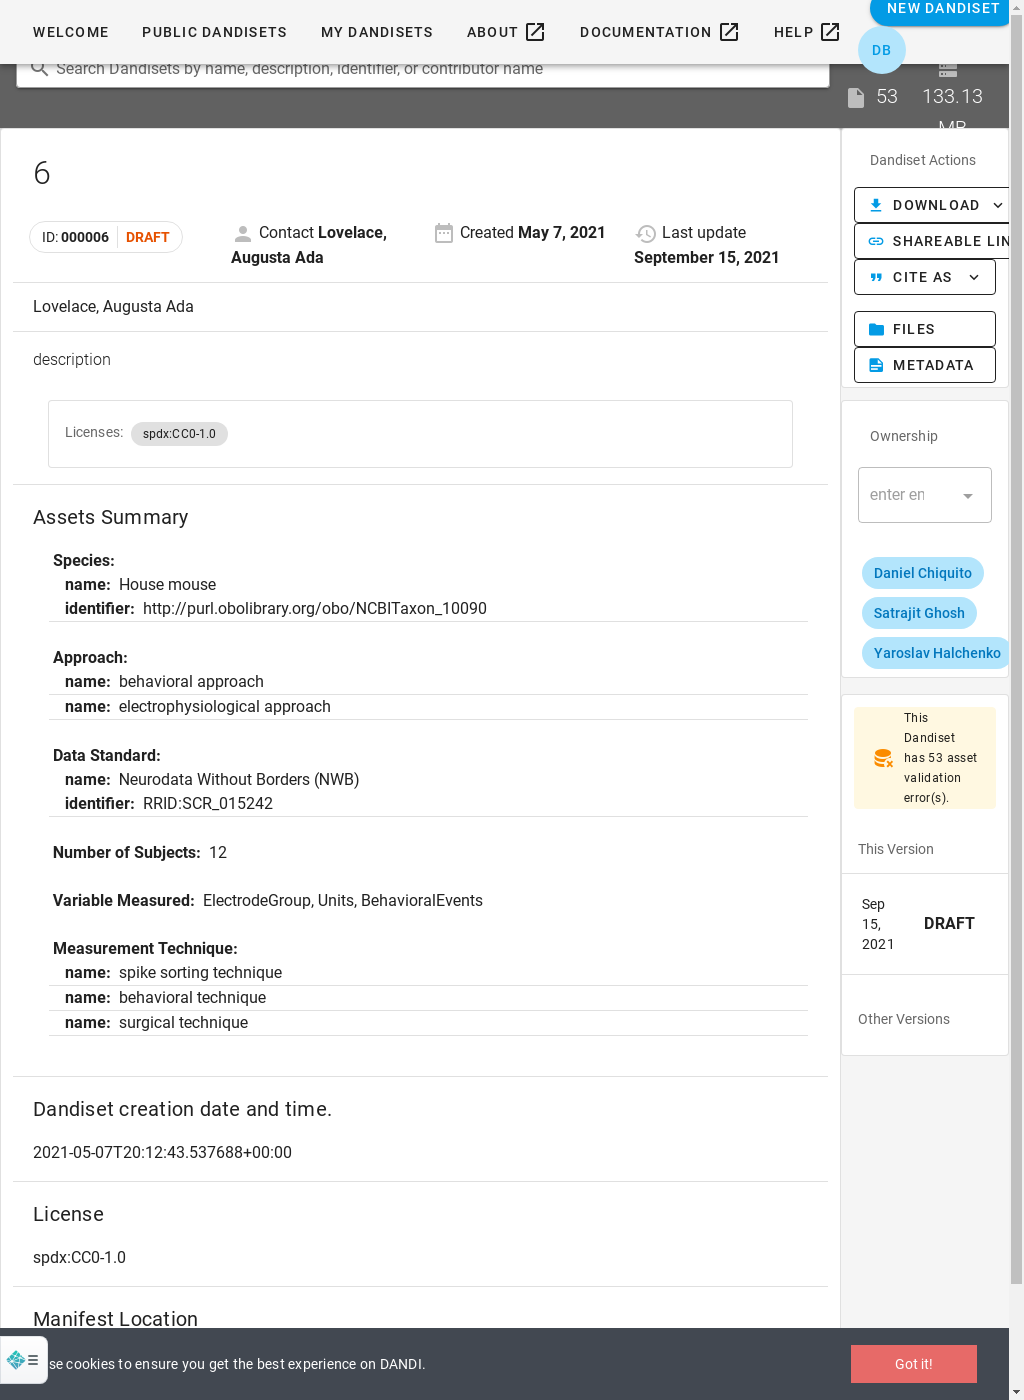 WELCOME PUBLIC DANDISETS MY DANDISETS ABOUT DOCUMENTATION HELP
NEW DANDISET
DB
Search Dandisets by name, description, identifier, or contributor name
53 133.13
MB
6
ID: 000006 DRAFT
Contact Lovelace, Augusta Ada
Created May 7, 2021
Last update September 15, 2021
Lovelace, Augusta Ada
description
Licenses: spdx:CC0-1.0
Assets Summary
Species:
name: House mouse
identifier: http://purl.obolibrary.org/obo/NCBITaxon_10090
Approach:
name: behavioral approach
name: electrophysiological approach
Data Standard:
name: Neurodata Without Borders (NWB)
identifier: RRID:SCR_015242
Number of Subjects: 12
Variable Measured: ElectrodeGroup, Units, BehavioralEvents
Measurement Technique:
name: spike sorting technique
name: behavioral technique
name: surgical technique
Dandiset creation date and time.
2021-05-07T20:12:43.537688+00:00
License
spdx:CC0-1.0
Manifest Location
Dandiset Actions
DOWNLOAD
SHAREABLE LIN
CITE AS
FILES
METADATA
Ownership
enter en
Daniel Chiquito
Satrajit Ghosh
Yaroslav Halchenko
This
Dandiset
has 53 asset
validation
error(s).
This Version
Sep
15,
2021
DRAFT
Other Versions
se cookies to ensure you get the best experience on DANDI.
Got it!